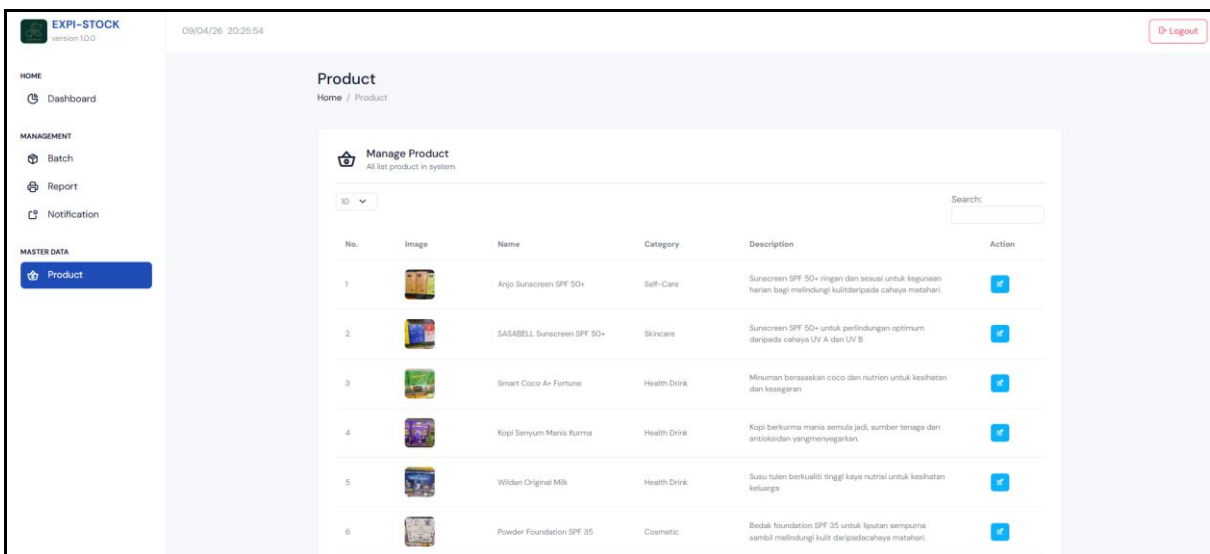 EXPI-STOCK
version 1.0.0
09/04/26 20:25:54
Logout
HOME
Dashboard
MANAGEMENT
Batch
Report
Notification
MASTER DATA
Product
Product
Home / Product
Manage Product
All list product in system
10
Search:
No. Image Name Category Description Action
1 Anjo Sunscreen SPF 50+ Self-Care Sunscreen SPF 50+ ringan dan sesuai untuk kegunaan
harian bagi melindungi kulitdaripada cahaya matahari.
2 SASABELL Sunscreen SPF 50+ Skincare Sunscreen SPF 50+ untuk perlindungan optimum
daripada cahaya UV A dan UV B
3 Smart Coco A+ Fortune Health Drink Minuman berasaskan coco dan nutrien untuk kesihatan
dan kesegaran
4 Kopi Senyum Manis Kurma Health Drink Kopi berkurma manis semula jadi, sumber tenaga dan
antioksidan yangmenyegarkan.
5 Wilden Original Milk Health Drink Susu tulen berkualiti tinggi kaya nutrisi untuk kesihatan
keluarga
6 Powder Foundation SPF 35 Cosmetic Bedak foundation SPF 35 untuk liputan sempurna
sambil melindungi kulit daripadacahaya matahari.